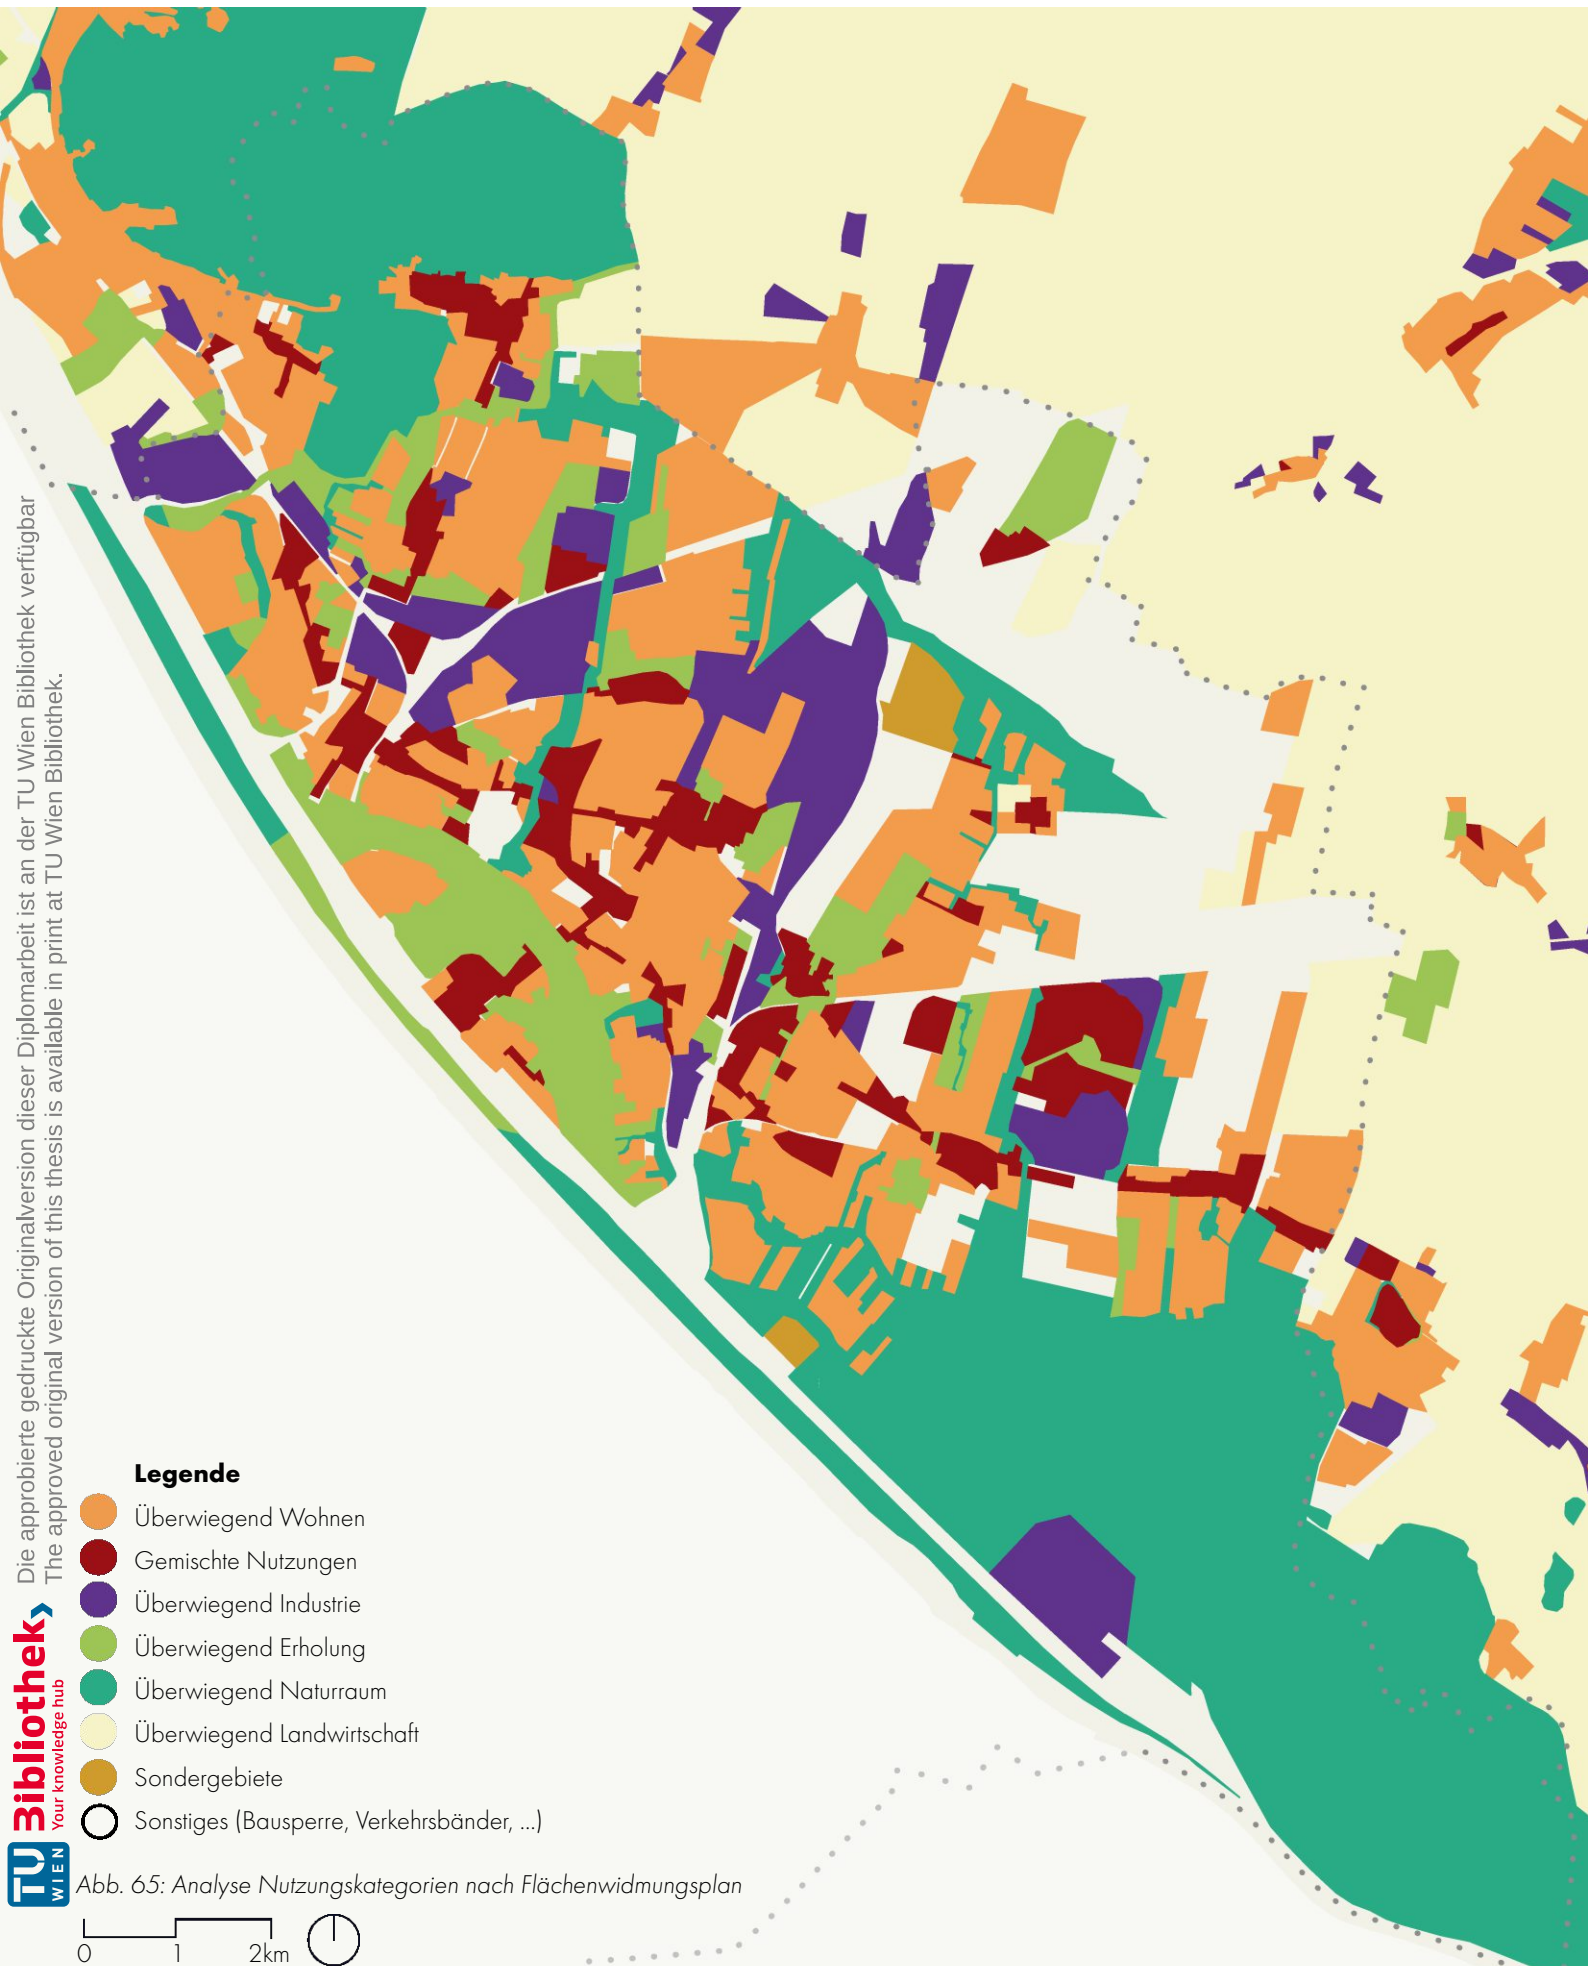 Die approbierte gedruckte Originalversion dieser Diplomarbeit ist an der TU Wien Bibliothek verfügbar
The approved original version of this thesis is available in print at TU Wien Bibliothek.
Bibliothek
Your knowledge hub
TU
WIEN
Legende
Überwiegend Wohnen
Gemischte Nutzungen
Überwiegend Industrie
Überwiegend Erholung
Überwiegend Naturraum
Überwiegend Landwirtschaft
Sondergebiete
Sonstiges (Bausperre, Verkehrsbänder, ...)
Abb. 65: Analyse Nutzungskategorien nach Flächenwidmungsplan
0 1 2km